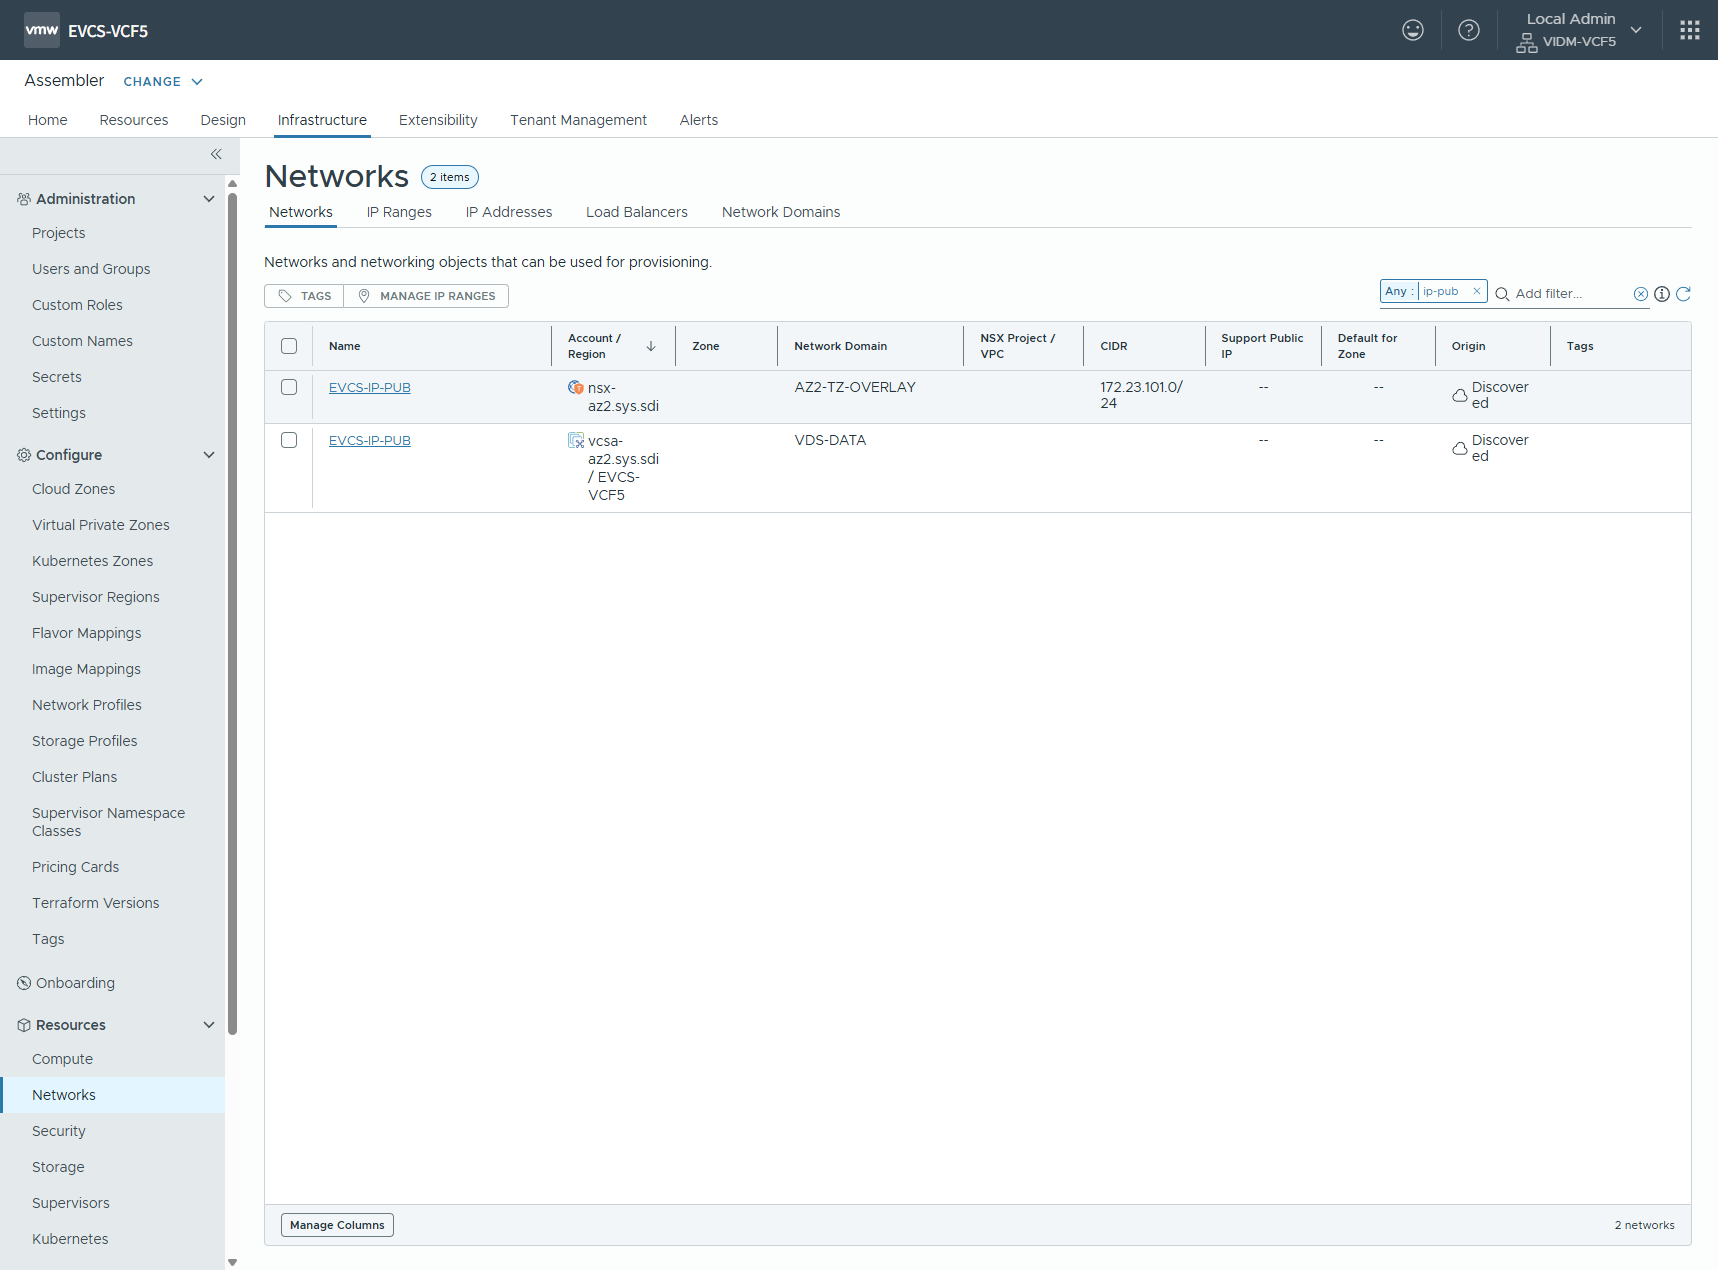 vmw EVCS-VCF5
Local Admin
VIDM-VCF5
Assembler CHANGE
Home Resources Design Infrastructure Extensibility Tenant Management Alerts
Administration
Projects
Users and Groups
Custom Roles
Custom Names
Secrets
Settings
Configure
Cloud Zones
Virtual Private Zones
Kubernetes Zones
Supervisor Regions
Flavor Mappings
Image Mappings
Network Profiles
Storage Profiles
Cluster Plans
Supervisor Namespace
Classes
Pricing Cards
Terraform Versions
Tags
Onboarding
Resources
Compute
Networks
Security
Storage
Supervisors
Kubernetes
Networks 2 items
Networks IP Ranges IP Addresses Load Balancers Network Domains
Networks and networking objects that can be used for provisioning.
TAGS MANAGE IP RANGES
Any : ip-pub × Add filter...
Name
Account /
Region
Zone
Network Domain
NSX Project /
VPC
CIDR
Support Public
IP
Default for
Zone
Origin
Tags
EVCS-IP-PUB
nsx-
az2.sys.sdi
AZ2-TZ-OVERLAY
172.23.101.0/
24
--
--
Discover
ed
EVCS-IP-PUB
vcsa-
az2.sys.sdi
/ EVCS-
VCF5
VDS-DATA
--
--
Discover
ed
Manage Columns
2 networks